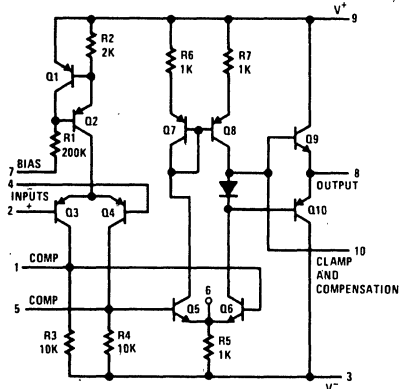 V+
9
R2
2K
R6
1K
R7
1K
Q1
Q2
Q7
Q8
Q9
R1
200K
BIAS
7
8
OUTPUT
4
INPUTS
2 +
Q3
Q4
Q10
10
CLAMP
AND
COMPENSATION
COMP
1
COMP
5
6
Q5
Q6
R3
10K
R4
10K
R5
1K
3
V−